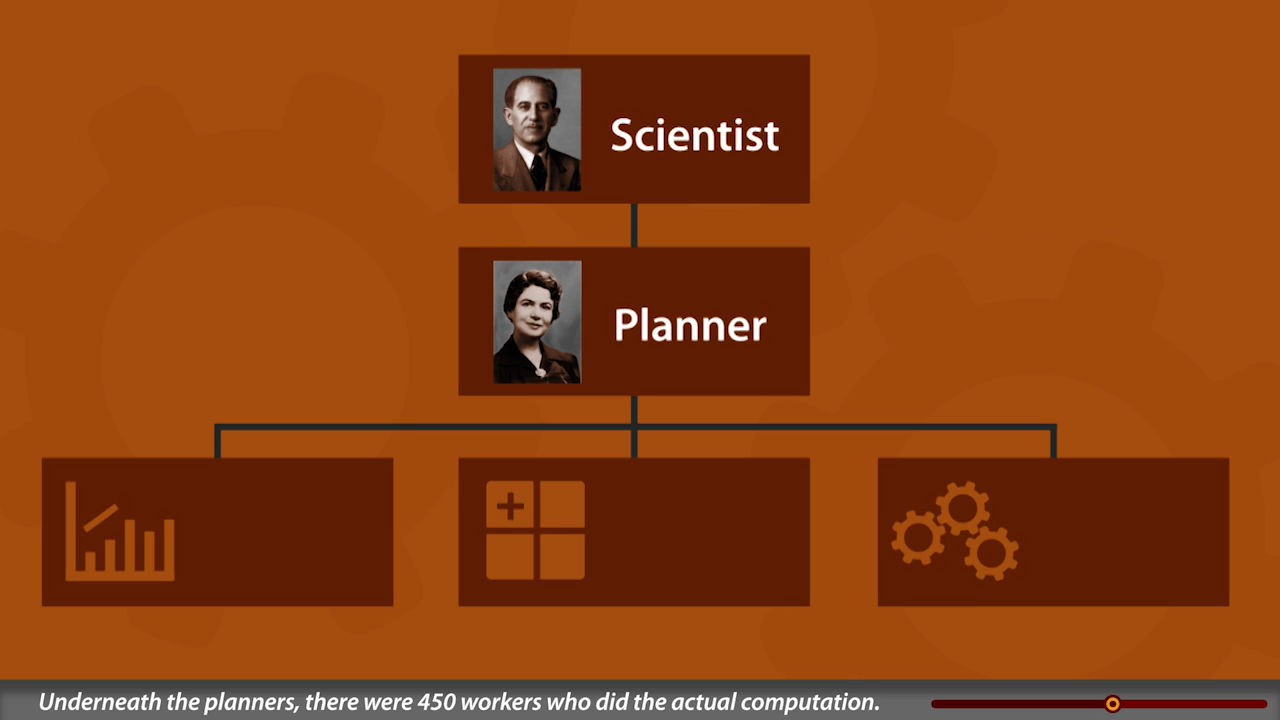 Scientist
Planner
Underneath the planners, there were 450 workers who did the actual computation.